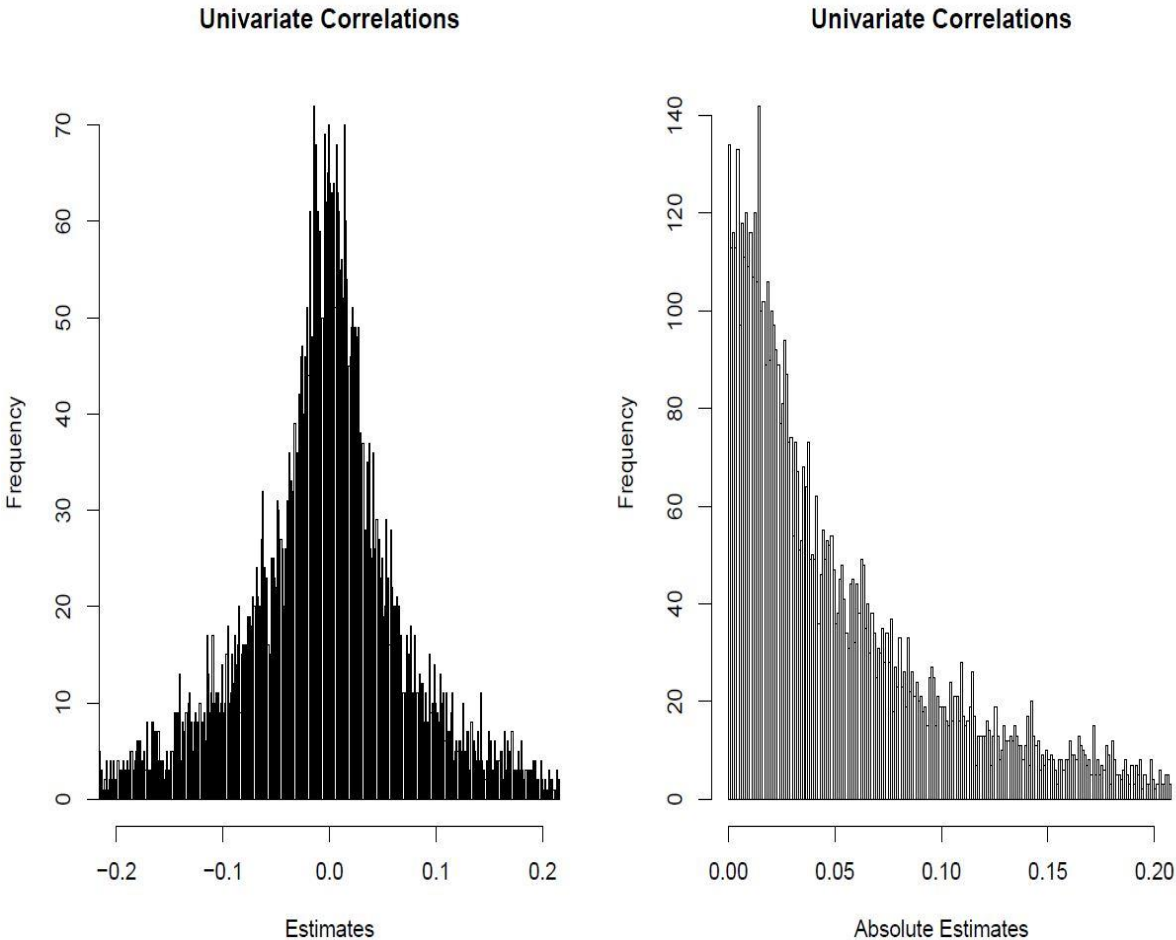 Univariate Correlations
Frequency
70
60
50
40
30
20
10
0
−0.2 −0.1 0.0 0.1 0.2
Estimates
Univariate Correlations
Frequency
140
120
100
80
60
40
20
0
0.00 0.05 0.10 0.15 0.20
Absolute Estimates